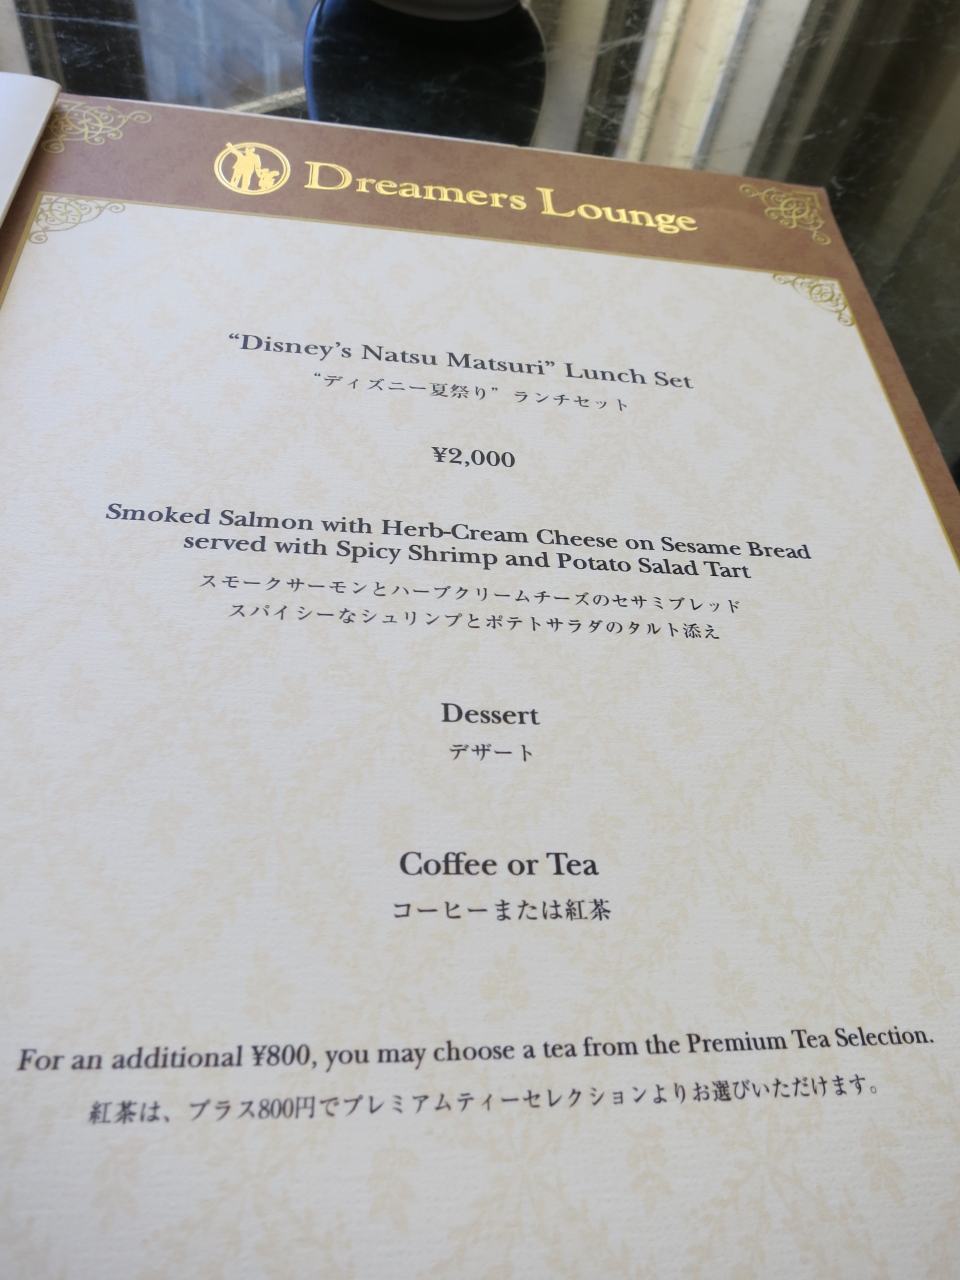 Dreamers Lounge
“Disney’s Natsu Matsuri” Lunch Set
“ディズニー夏祭り” ランチセット
¥2,000
Smoked Salmon with Herb-Cream Cheese on Sesame Bread
served with Spicy Shrimp and Potato Salad Tart
スモークサーモンとハーブクリームチーズのセサミブレッド
スパイシーなシュリンプとポテトサラダのタルト添え
Dessert
デザート
Coffee or Tea
コーヒーまたは紅茶
For an additional ¥800, you may choose a tea from the Premium Tea Selection.
紅茶は、プラス800円でプレミアムティーセレクションよりお選びいただけます。